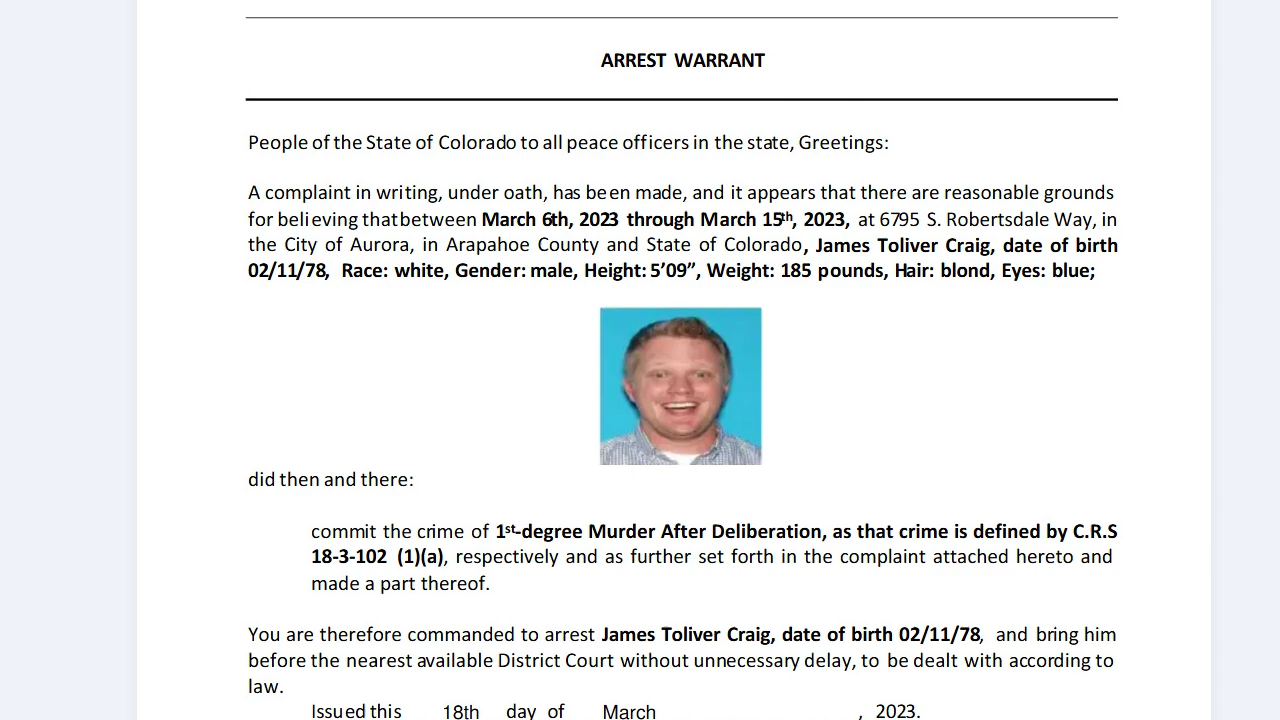 ARREST WARRANT
People of the State of Colorado to all peace officers in the state, Greetings:
A complaint in writing, under oath, has been made, and it appears that there are reasonable grounds
for believing that between March 6th, 2023 through March 15th, 2023, at 6795 S. Robertsdale Way, in
the City of Aurora, in Arapahoe County and State of Colorado, James Toliver Craig, date of birth
02/11/78, Race: white, Gender: male, Height: 5’09”, Weight: 185 pounds, Hair: blond, Eyes: blue;
did then and there:
commit the crime of 1st-degree Murder After Deliberation, as that crime is defined by C.R.S
18-3-102 (1)(a), respectively and as further set forth in the complaint attached hereto and
made a part thereof.
You are therefore commanded to arrest James Toliver Craig, date of birth 02/11/78, and bring him
before the nearest available District Court without unnecessary delay, to be dealt with according to
law.
Issued this 18th day of March , 2023.